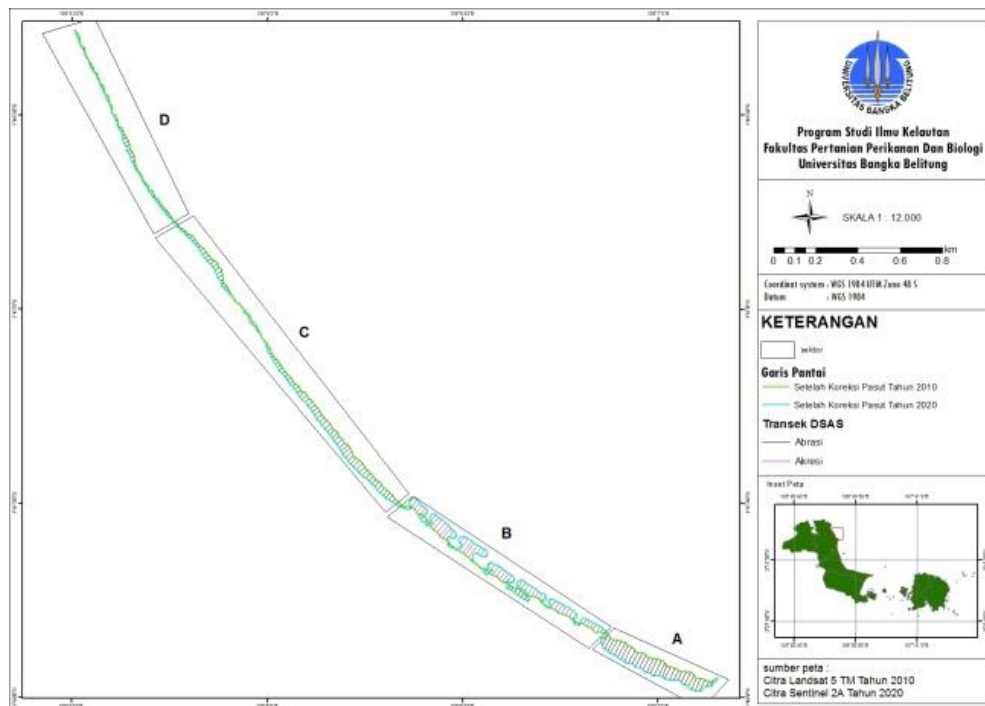 D
C
B
A
UNIVERSITAS BANGKA BELITUNG
Program Studi Ilmu Kelautan
Fakultas Pertanian Perikanan Dan Biologi
Universitas Bangka Belitung
N
SKALA 1 : 12.000
km
0 0.1 0.2 0.4 0.6 0.8
Coordinat system : WGS 1984 UTM Zone 48 S
Datum : WGS 1984
KETERANGAN
sektor
Garis Pantai
Setelah Koreksi Pasut Tahun 2010
Setelah Koreksi Pasut Tahun 2020
Transek DSAS
Abrasi
Akresi
Inset Peta
sumber peta :
Citra Landsat 5 TM Tahun 2010
Citra Sentinel 2A Tahun 2020